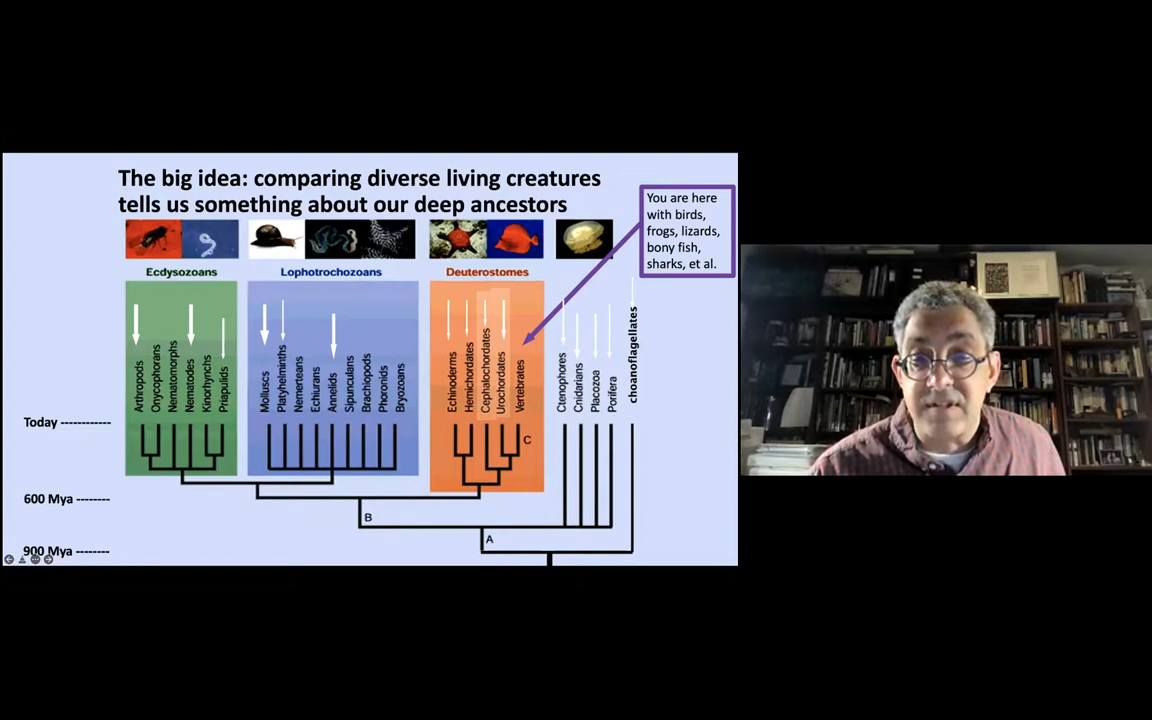 The big idea: comparing diverse living creatures
tells us something about our deep ancestors
You are here
with birds,
frogs, lizards,
bony fish,
sharks, et al.
Ecdysozoans
Lophotrochozoans
Deuterostomes
Arthropods
Onycophorans
Nematomorphs
Nematodes
Kinorhynchs
Priapulids
Molluscs
Platyhelminths
Nemerteans
Echiurans
Annelids
Sipunculans
Brachiopods
Phoronids
Bryozoans
Echinoderms
Hemichordates
Cephalochordates
Urochordates
Vertebrates
Ctenophores
Cnidarians
Placozoa
Porifera
choanoflagellates
Today ------------
C
600 Mya --------
B
A
900 Mya --------